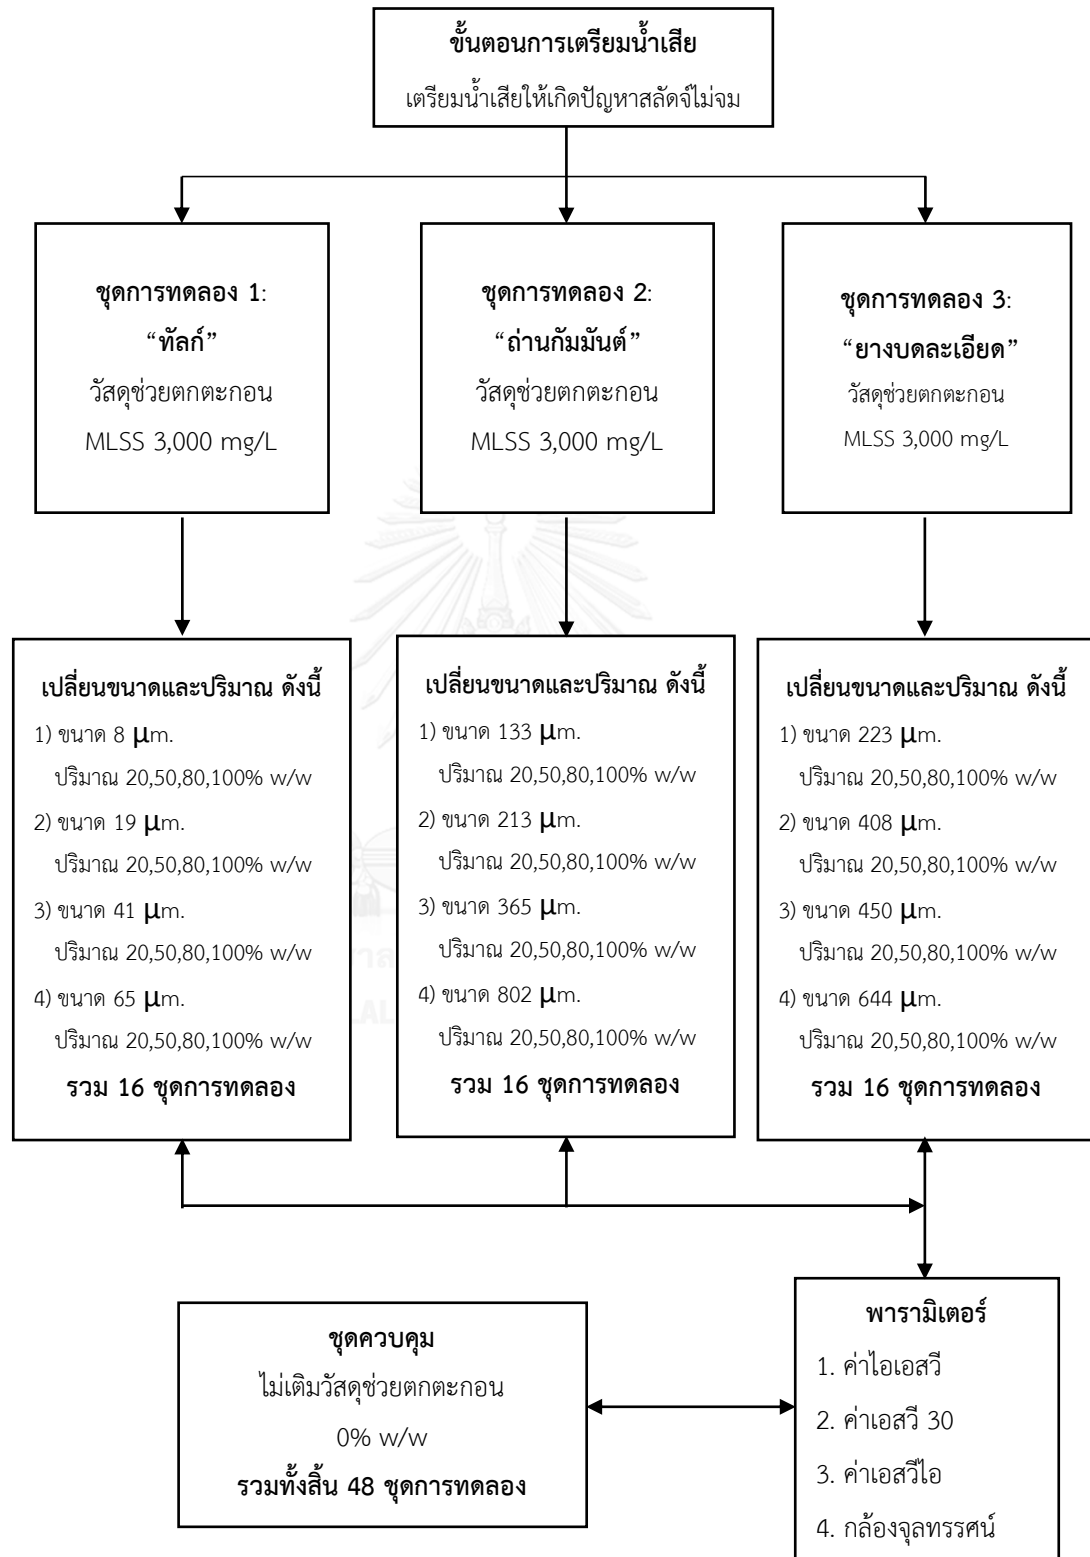 ขั้นตอนการเตรียมน้ำเสีย
เตรียมน้ำเสียให้เกิดปัญหาสลัดจ์ไม่จม
ชุดการทดลอง 1:
“ทัลก์”
วัสดุช่วยตกตะกอน
MLSS 3,000 mg/L
ชุดการทดลอง 2:
“ถ่านกัมมันต์”
วัสดุช่วยตกตะกอน
MLSS 3,000 mg/L
ชุดการทดลอง 3:
“ยางบดละเอียด”
วัสดุช่วยตกตะกอน
MLSS 3,000 mg/L
เปลี่ยนขนาดและปริมาณ ดังนี้
1) ขนาด 8 µm.
ปริมาณ 20,50,80,100% w/w
2) ขนาด 19 µm.
ปริมาณ 20,50,80,100% w/w
3) ขนาด 41 µm.
ปริมาณ 20,50,80,100% w/w
4) ขนาด 65 µm.
ปริมาณ 20,50,80,100% w/w
รวม 16 ชุดการทดลอง
เปลี่ยนขนาดและปริมาณ ดังนี้
1) ขนาด 133 µm.
ปริมาณ 20,50,80,100% w/w
2) ขนาด 213 µm.
ปริมาณ 20,50,80,100% w/w
3) ขนาด 365 µm.
ปริมาณ 20,50,80,100% w/w
4) ขนาด 802 µm.
ปริมาณ 20,50,80,100% w/w
รวม 16 ชุดการทดลอง
เปลี่ยนขนาดและปริมาณ ดังนี้
1) ขนาด 223 µm.
ปริมาณ 20,50,80,100% w/w
2) ขนาด 408 µm.
ปริมาณ 20,50,80,100% w/w
3) ขนาด 450 µm.
ปริมาณ 20,50,80,100% w/w
4) ขนาด 644 µm.
ปริมาณ 20,50,80,100% w/w
รวม 16 ชุดการทดลอง
ชุดควบคุม
ไม่เติมวัสดุช่วยตกตะกอน
0% w/w
รวมทั้งสิ้น 48 ชุดการทดลอง
พารามิเตอร์
1. ค่าไอเอสวี
2. ค่าเอสวี 30
3. ค่าเอสวีไอ
4. กล้องจุลทรรศน์